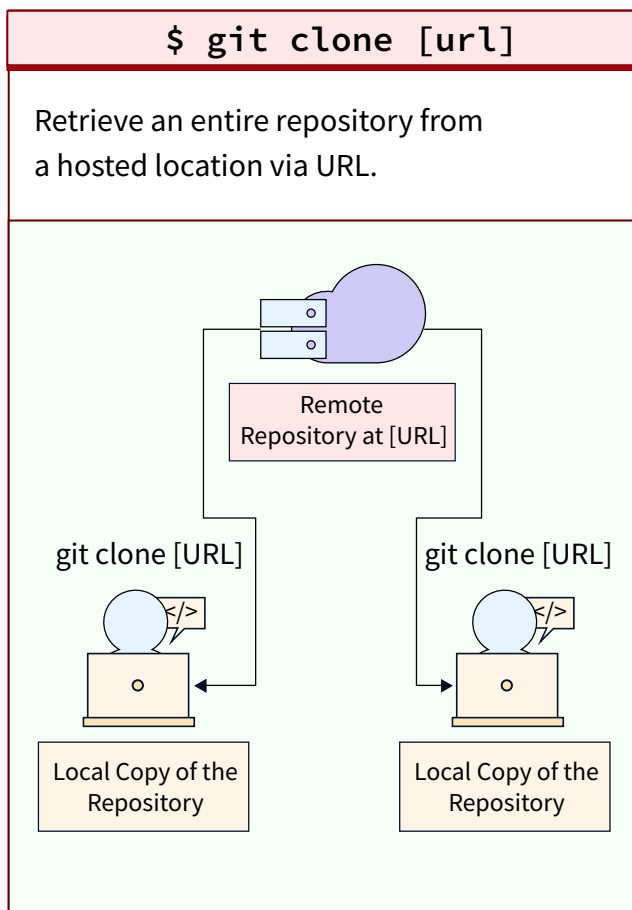 $ git clone [url]
Retrieve an entire repository from
a hosted location via URL.
Remote
Repository at [URL]
git clone [URL]
git clone [URL]
</>
</>
Local Copy of the
Repository
Local Copy of the
Repository